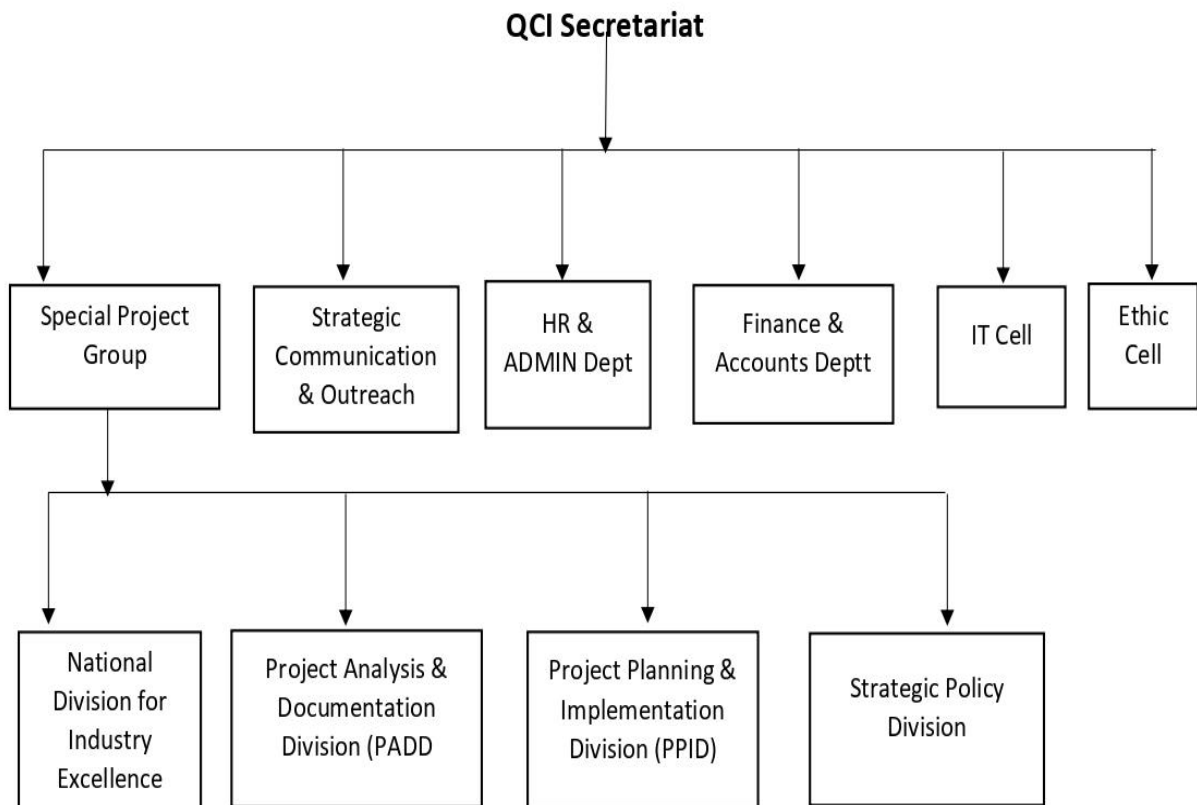 QCI Secretariat
Special Project
Group
Strategic
Communication
& Outreach
HR &
ADMIN Dept
Finance &
Accounts Deptt
IT Cell
Ethic
Cell
National
Division for
Industry
Excellence
Project Analysis &
Documentation
Division (PADD
Project Planning &
Implementation
Division (PPID)
Strategic Policy
Division